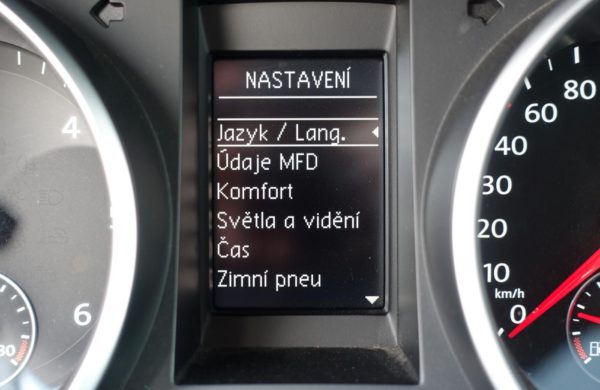 NASTAVENÍ
Jazyk / Lang.
Údaje MFD
Komfort
Světla a vidění
Čas
Zimní pneu
4
6
80
60
50
40
30
20
10
km/h
0